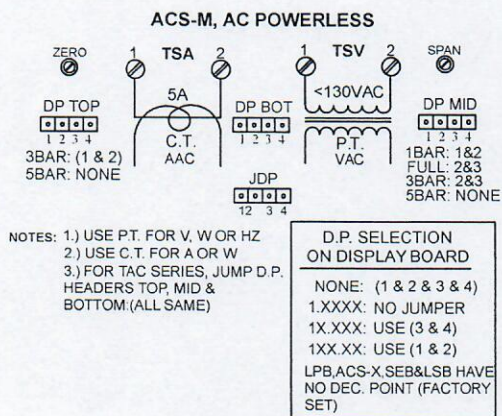 ACS-M, AC POWERLESS
ZERO
1 TSA 2
1 TSV 2
SPAN
5A
<130VAC
DP TOP
1 2 3 4
3BAR: (1 & 2)
5BAR: NONE
C.T.
AAC
DP BOT
1 2 3 4
P.T.
VAC
DP MID
1 2 3 4
1BAR: 1&2
FULL: 2&3
3BAR: 2&3
5BAR: NONE
JDP
12 3 4
NOTES: 1.) USE P.T. FOR V, W OR HZ
2.) USE C.T. FOR A OR W
3.) FOR TAC SERIES, JUMP D.P.
HEADERS TOP, MID &
BOTTOM:(ALL SAME)
D.P. SELECTION
ON DISPLAY BOARD
NONE: (1 & 2 & 3 & 4)
1.XXXX: NO JUMPER
1X.XXX: USE (3 & 4)
1XX.XX: USE (1 & 2)
LPB,ACS-X,SEB&LSB HAVE
NO DEC. POINT (FACTORY
SET)